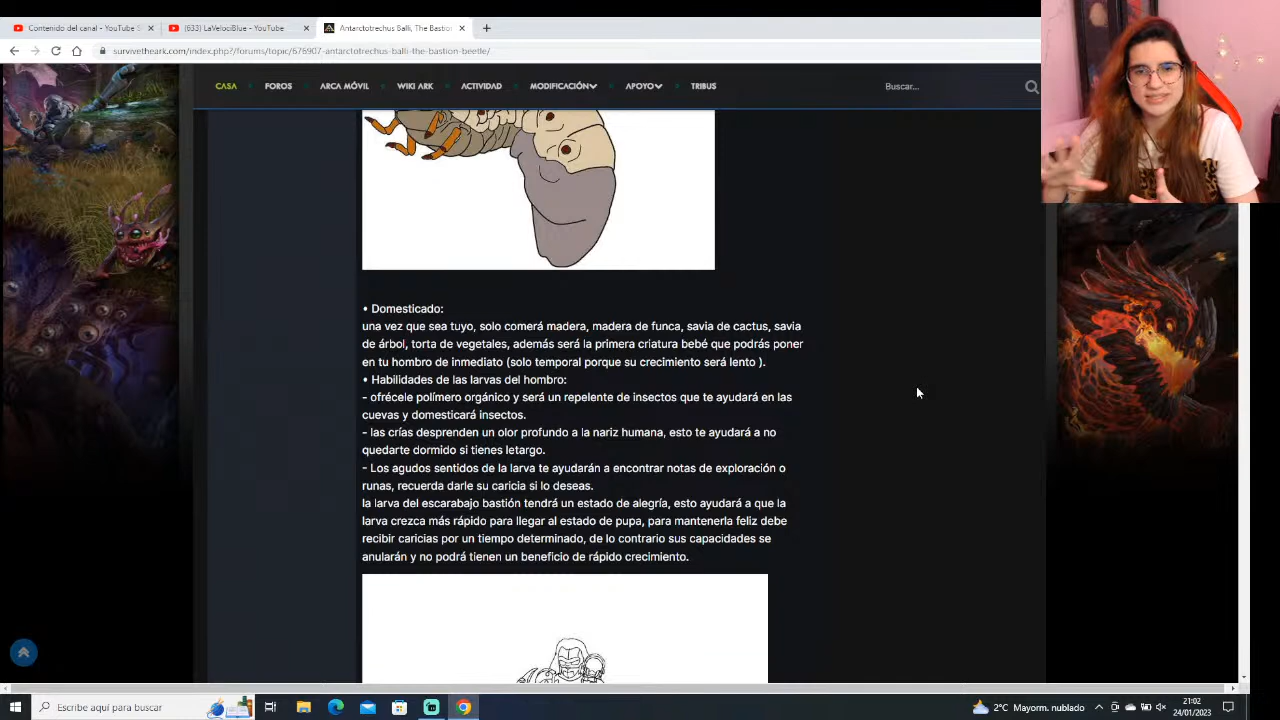 Contenido del canal - YouTube S
(633) LaVelociBlue - YouTube
Antarctotrechus Balli, The Bastion
survivetheark.com/index.php?/forums/topic/676907-antarctotrechus-balli-the-bastion-beetle/
CASA
FOROS
ARCA MÓVIL
WIKI ARK
ACTIVIDAD
MODIFICACIÓN
APOYO
TRIBUS
Buscar...
• Domesticado:
una vez que sea tuyo, solo comerá madera, madera de funca, savia de cactus, savia
de árbol, torta de vegetales, además será la primera criatura bebé que podrás poner
en tu hombro de inmediato (solo temporal porque su crecimiento será lento ).
• Habilidades de las larvas del hombro:
- ofrécele polímero orgánico y será un repelente de insectos que te ayudará en las
cuevas y domesticará insectos.
- las crías desprenden un olor profundo a la nariz humana, esto te ayudará a no
quedarte dormido si tienes letargo.
- Los agudos sentidos de la larva te ayudarán a encontrar notas de exploración o
runas, recuerda darle su caricia si lo deseas.
la larva del escarabajo bastión tendrá un estado de alegría, esto ayudará a que la
larva crezca más rápido para llegar al estado de pupa, para mantenerla feliz debe
recibir caricias por un tiempo determinado, de lo contrario sus capacidades se
anularán y no podrá tienen un beneficio de rápido crecimiento.
Escribe aquí para buscar
2°C Mayorm. nublado
21:02
24/01/2023